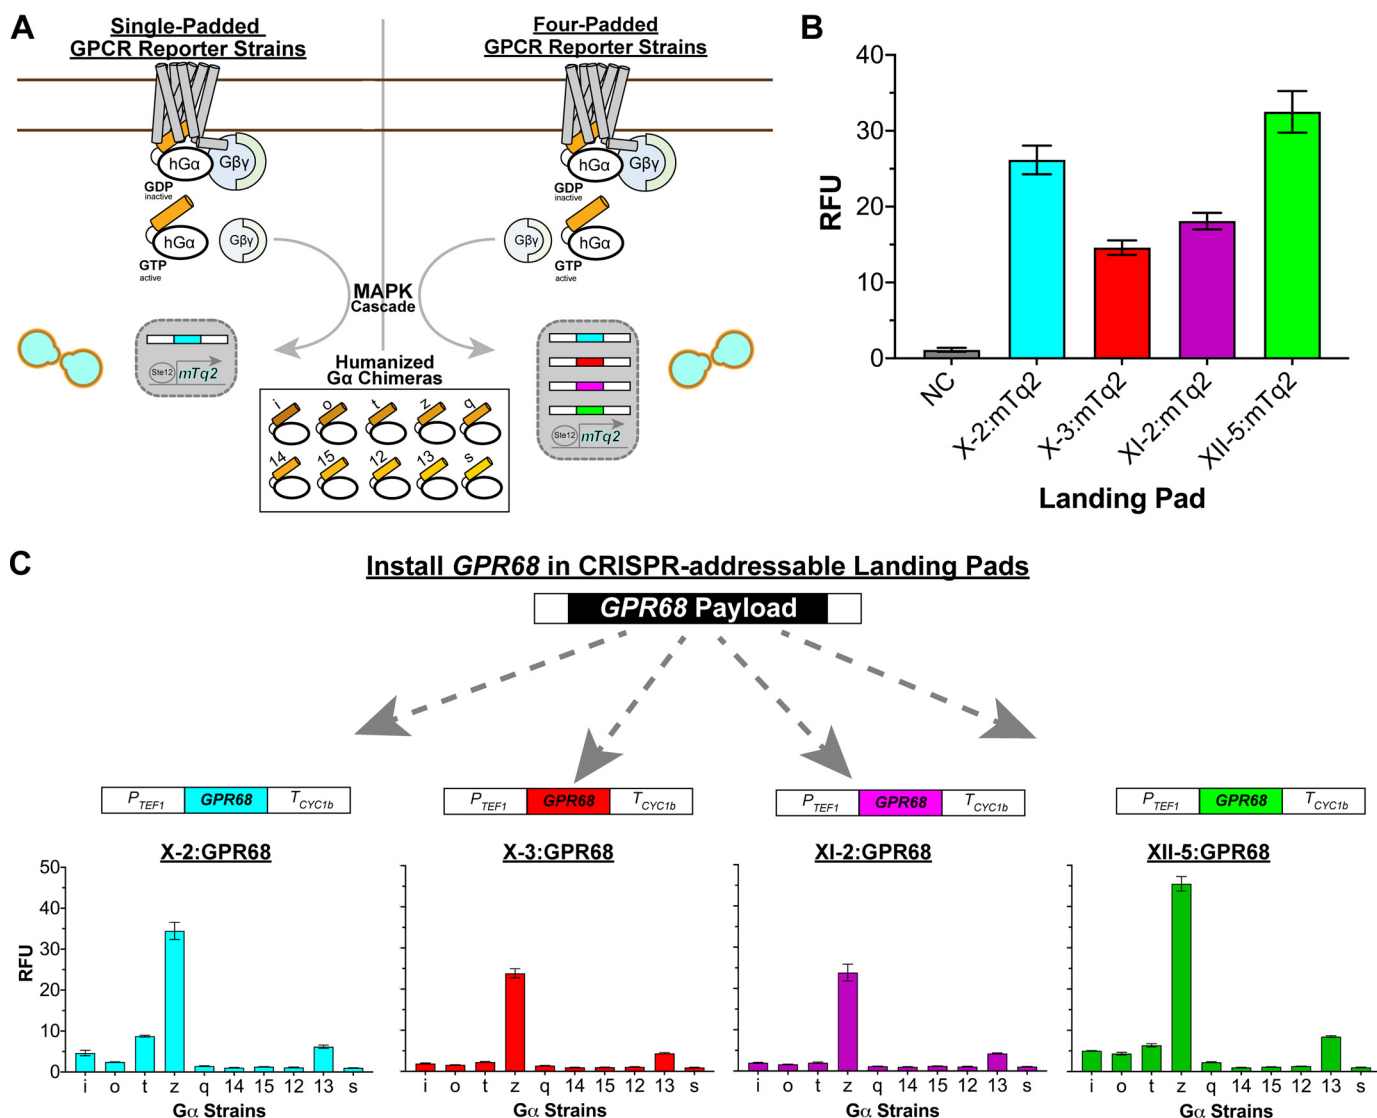 A
Single-Padded
GPCR Reporter Strains
Four-Padded
GPCR Reporter Strains
hGα
Gβγ
GDP
inactive
hGα
Gβγ
GTP
active
hGα
Gβγ
GDP
inactive
Gβγ
hGα
GTP
active
MAPK
Cascade
Ste12
mTq2
Ste12
mTq2
Humanized
Gα Chimeras
i o t z q
14 15 12 13 s
B
40
30
20
10
0
RFU
NC
X-2:mTq2
X-3:mTq2
XI-2:mTq2
XII-5:mTq2
Landing Pad
C
Install GPR68 in CRISPR-addressable Landing Pads
GPR68 Payload
PTEF1 GPR68 TCYC1b
PTEF1 GPR68 TCYC1b
PTEF1 GPR68 TCYC1b
PTEF1 GPR68 TCYC1b
X-2:GPR68
50
40
30
20
10
0
RFU
i o t z q 14 15 12 13 s
Gα Strains
X-3:GPR68
i o t z q 14 15 12 13 s
Gα Strains
XI-2:GPR68
i o t z q 14 15 12 13 s
Gα Strains
XII-5:GPR68
i o t z q 14 15 12 13 s
Gα Strains